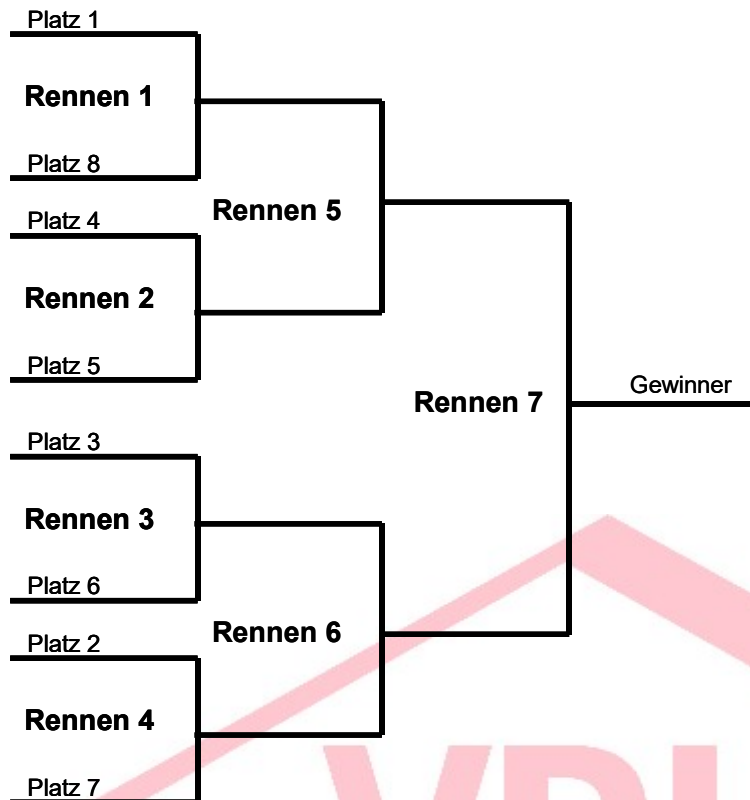 Platz 1
Rennen 1
Platz 8
Rennen 5
Platz 4
Rennen 2
Platz 5
Gewinner
Rennen 7
Platz 3
Rennen 3
Platz 6
Rennen 6
Platz 2
Rennen 4
Platz 7